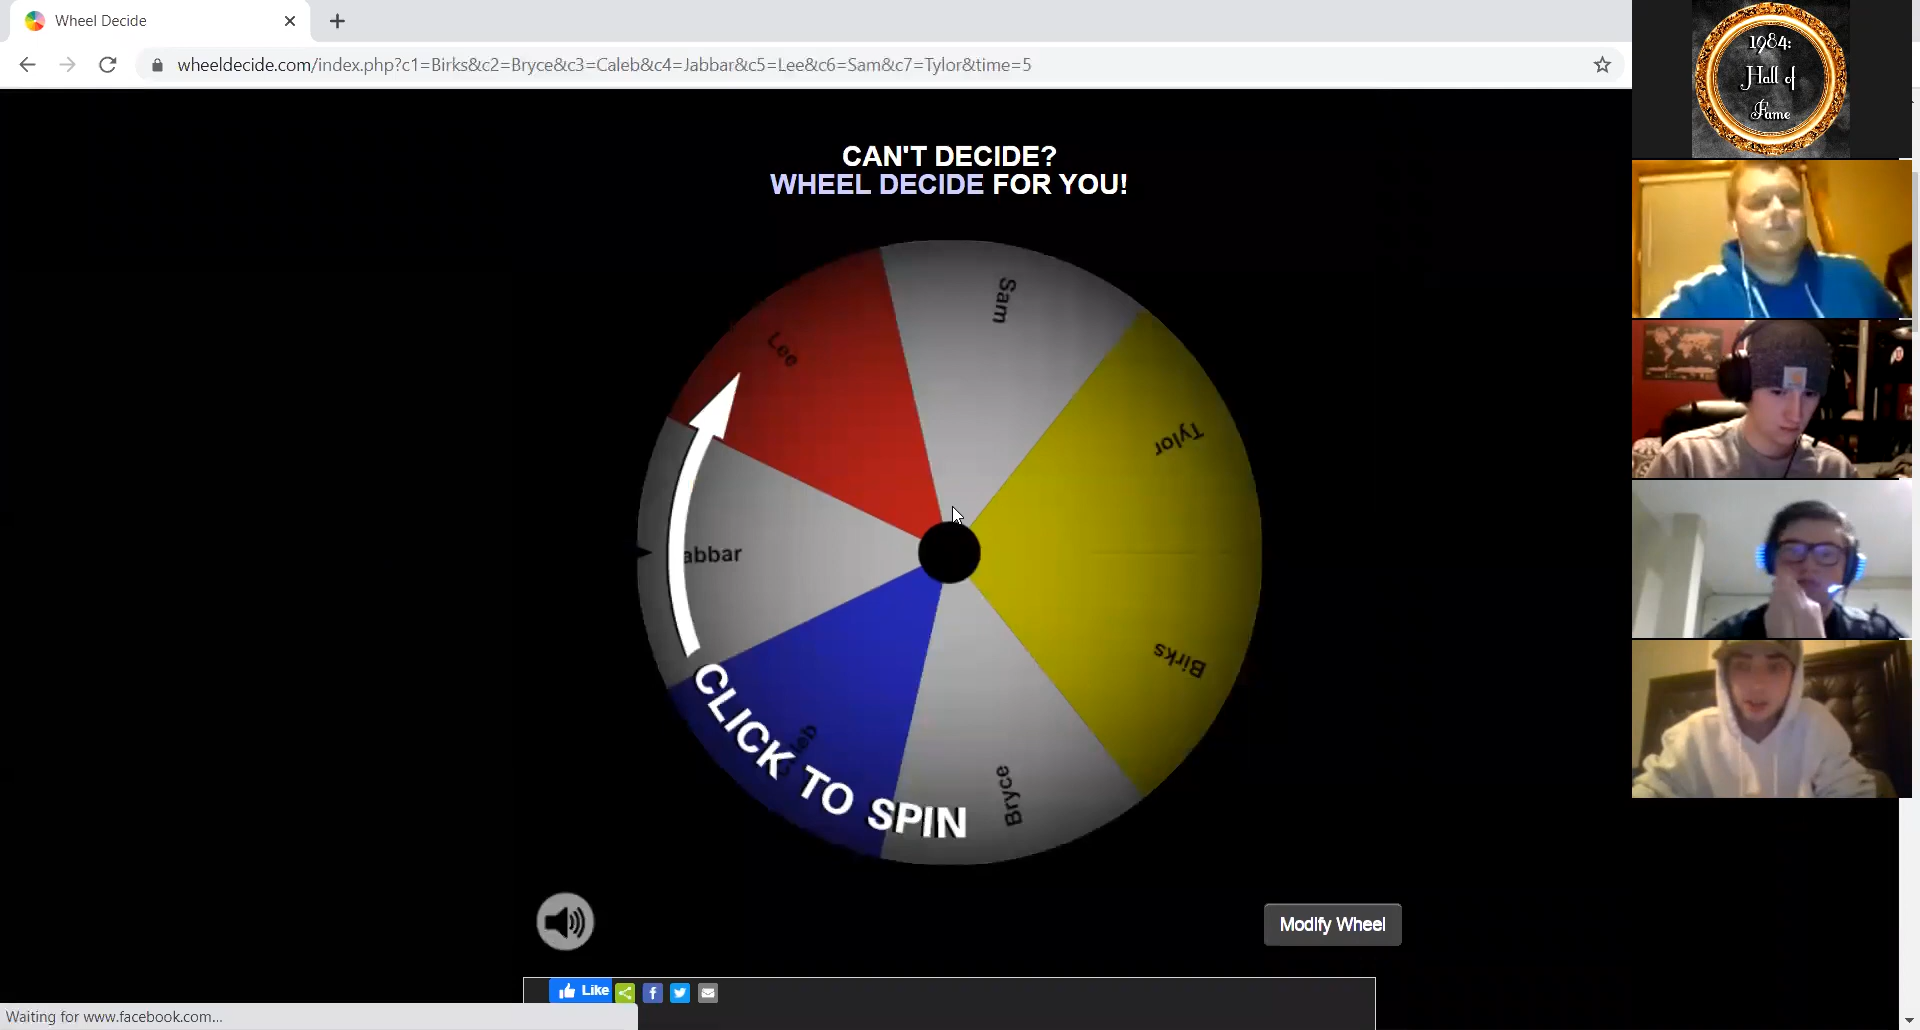 Wheel Decide
wheeldecide.com/index.php?c1=Birks&c2=Bryce&c3=Caleb&c4=Jabbar&c5=Lee&c6=Sam&c7=Tylor&time=5
1984:
Hall of
Fame
CAN'T DECIDE?
WHEEL DECIDE FOR YOU!
Sam
Lee
Tylor
abbar
Birks
eb
Bryce
CLICK TO SPIN
Modify Wheel
Like
Waiting for www.facebook.com...